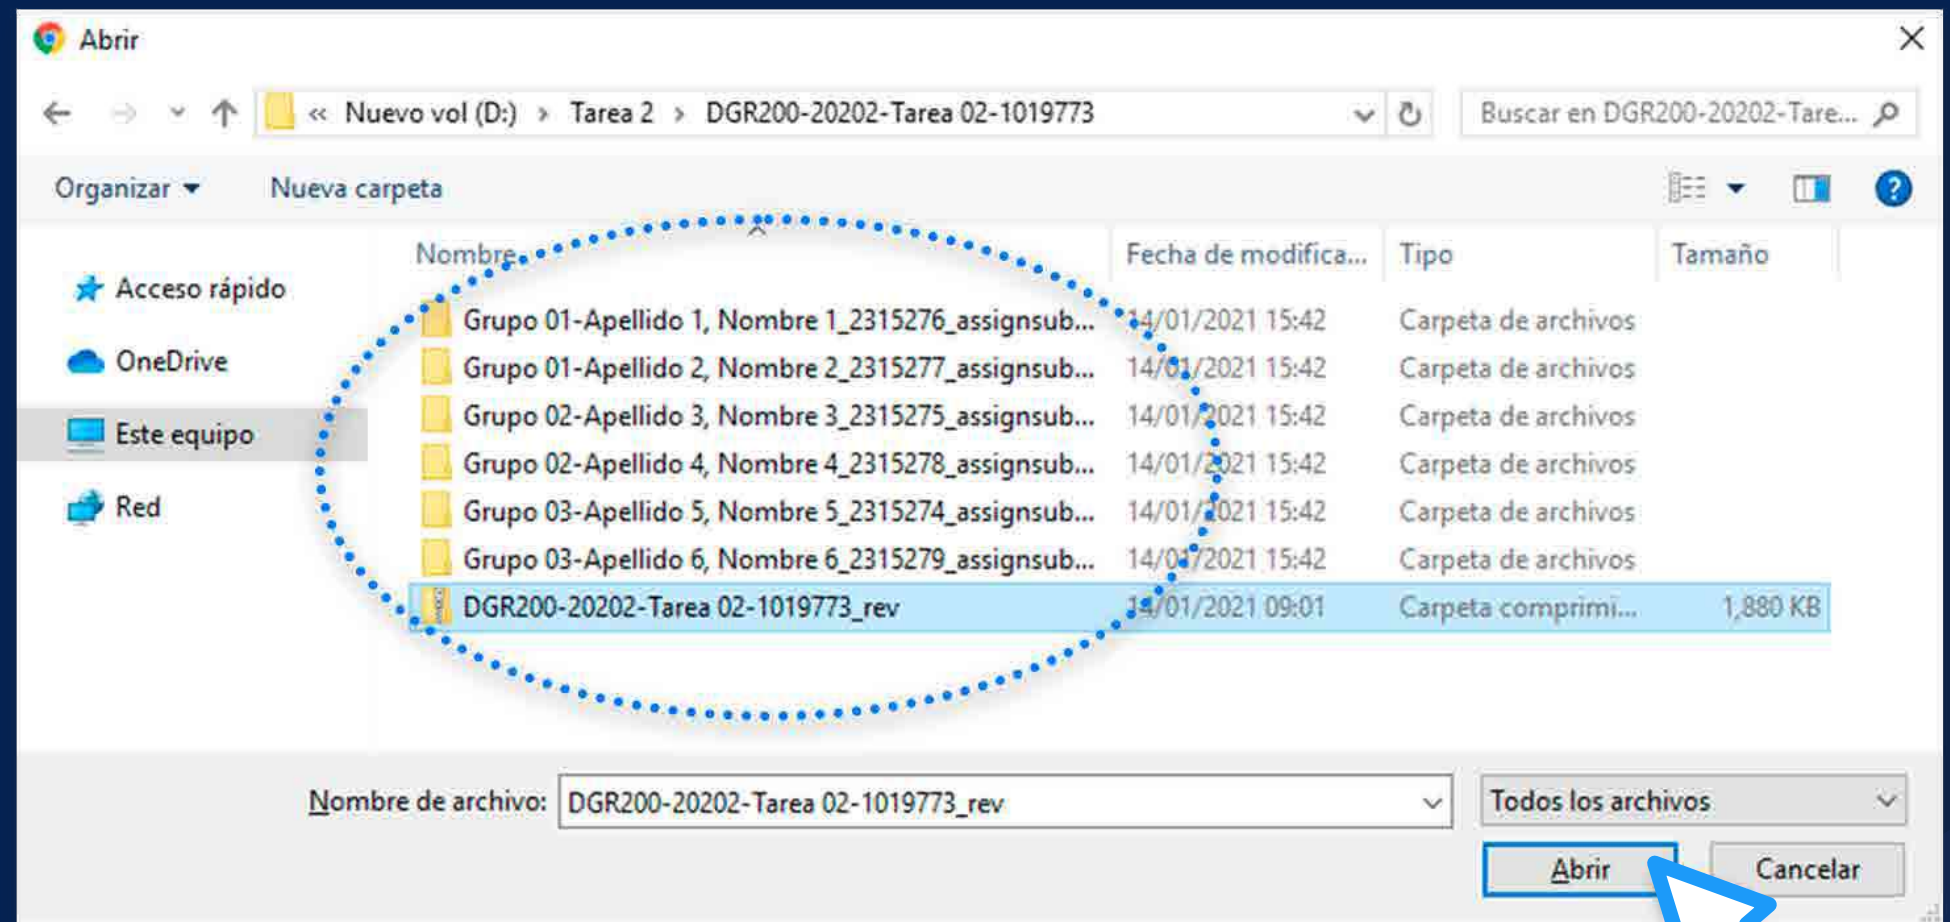 Abrir
« Nuevo vol (D:) > Tarea 2 > DGR200-20202-Tarea 02-1019773
Buscar en DGR200-20202-Tare...
Organizar
Nueva carpeta
Nombre Fecha de modifica... Tipo Tamaño
Acceso rápido
OneDrive
Este equipo
Red
Grupo 01-Apellido 1, Nombre 1_2315276_assignsub... 14/01/2021 15:42 Carpeta de archivos
Grupo 01-Apellido 2, Nombre 2_2315277_assignsub... 14/01/2021 15:42 Carpeta de archivos
Grupo 02-Apellido 3, Nombre 3_2315275_assignsub... 14/01/2021 15:42 Carpeta de archivos
Grupo 02-Apellido 4, Nombre 4_2315278_assignsub... 14/01/2021 15:42 Carpeta de archivos
Grupo 03-Apellido 5, Nombre 5_2315274_assignsub... 14/01/2021 15:42 Carpeta de archivos
Grupo 03-Apellido 6, Nombre 6_2315279_assignsub... 14/01/2021 15:42 Carpeta de archivos
DGR200-20202-Tarea 02-1019773_rev 14/01/2021 09:01 Carpeta comprimi... 1,880 KB
Nombre de archivo: DGR200-20202-Tarea 02-1019773_rev
Todos los archivos
Abrir
Cancelar